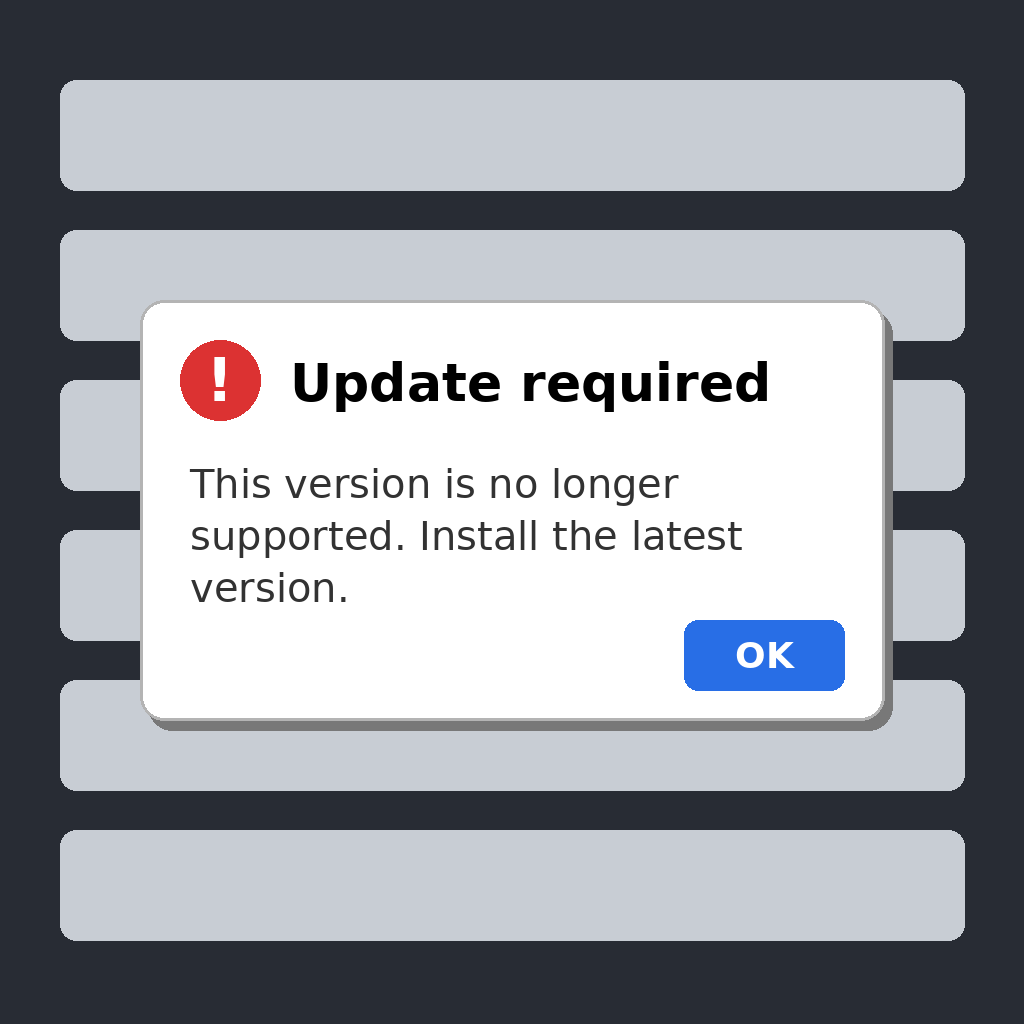 !
Update required
This version is no longer
supported. Install the latest
version.
OK